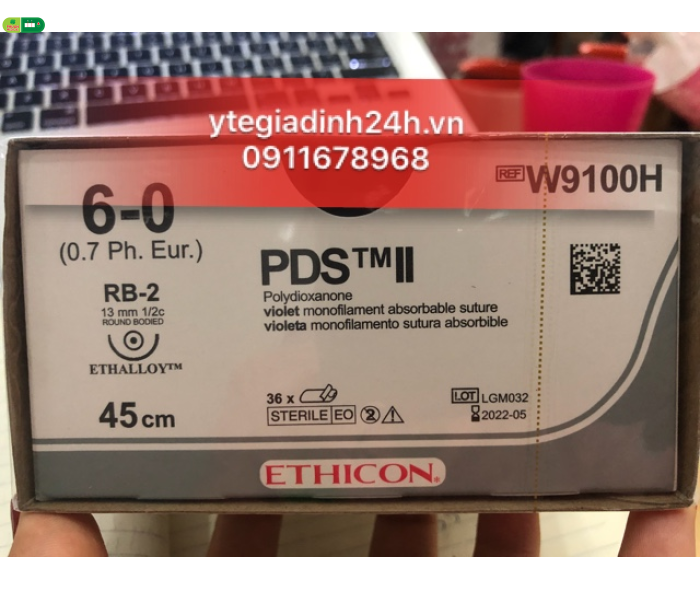 ytegiadinh24h.vn
0911678968
REF W9100H
6-0
(0.7 Ph. Eur.)
PDS™II
Polydioxanone
violet monofilament absorbable suture
violeta monofilamento sutura absorbible
RB-2
13 mm 1/2c
ROUND BODIED
ETHALLOY™
45 cm
36 x
STERILE EO 2
LOT LGM032
2022-05
ETHICON